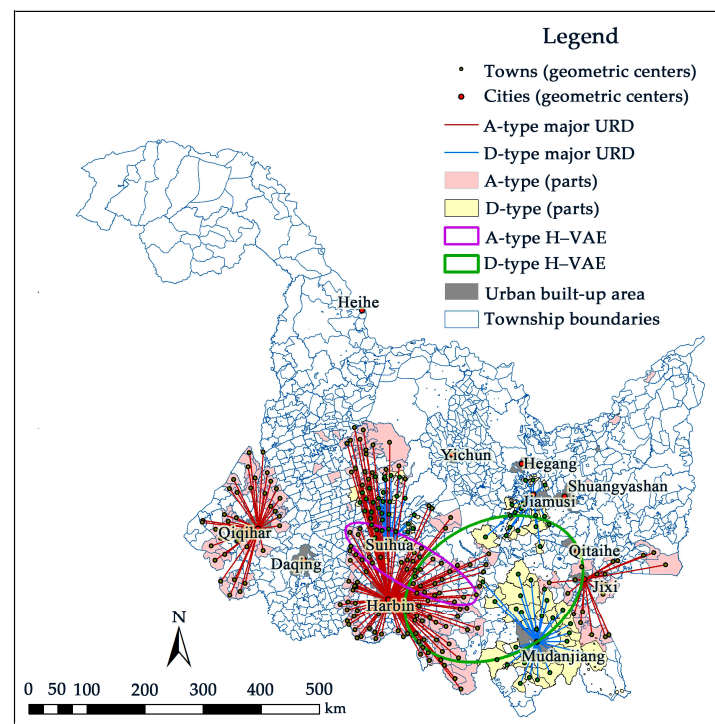 Legend
Towns (geometric centers)
Cities (geometric centers)
A-type major URD
D-type major URD
A-type (parts)
D-type (parts)
A-type H–VAE
D-type H–VAE
Urban built-up area
Township boundaries
Heihe
Yichun
Hegang
Shuangyashan
Jiamusi
Qiqihar
Suihua
Qitaihe
Daqing
Jixi
Harbin
Mudanjiang
N
0 50 100 200 300 400 500
km